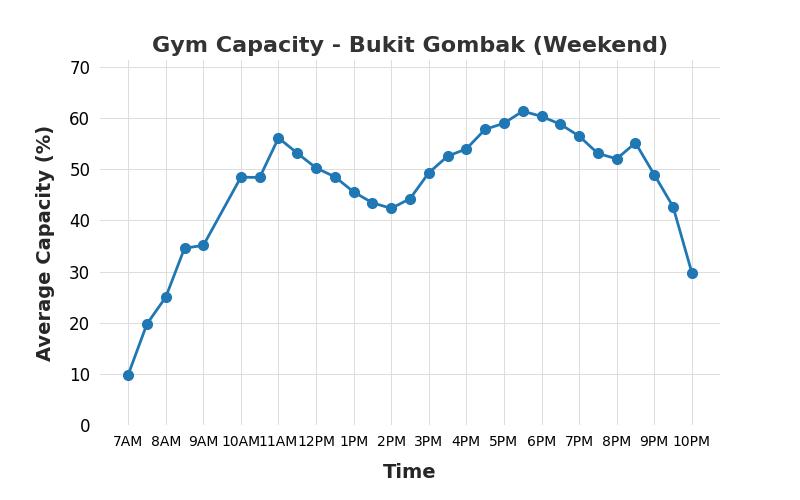 Gym Capacity - Bukit Gombak (Weekend)
70
60
50
40
30
20
10
0
Average Capacity (%)
7AM 8AM 9AM 10AM 11AM 12PM 1PM 2PM 3PM 4PM 5PM 6PM 7PM 8PM 9PM 10PM
Time